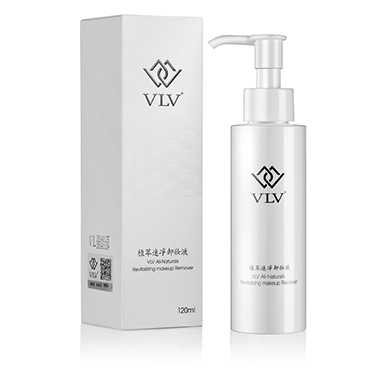 VLV®
植萃速净卸妆液
VLV All-Naturals
Revitalizing makeup Remover
120ml
VLV®
植萃速净卸妆液
VLV All-Naturals
Revitalizing makeup Remover